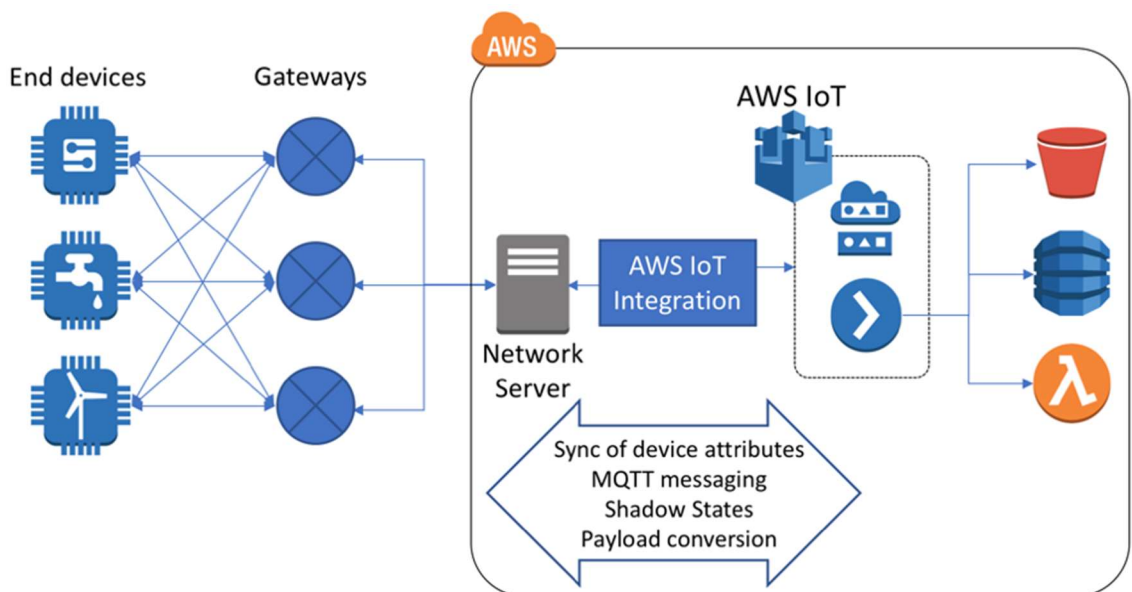 AWS
End devices
Gateways
AWS IoT
AWS IoT
Integration
Network
Server
Sync of device attributes
MQTT messaging
Shadow States
Payload conversion